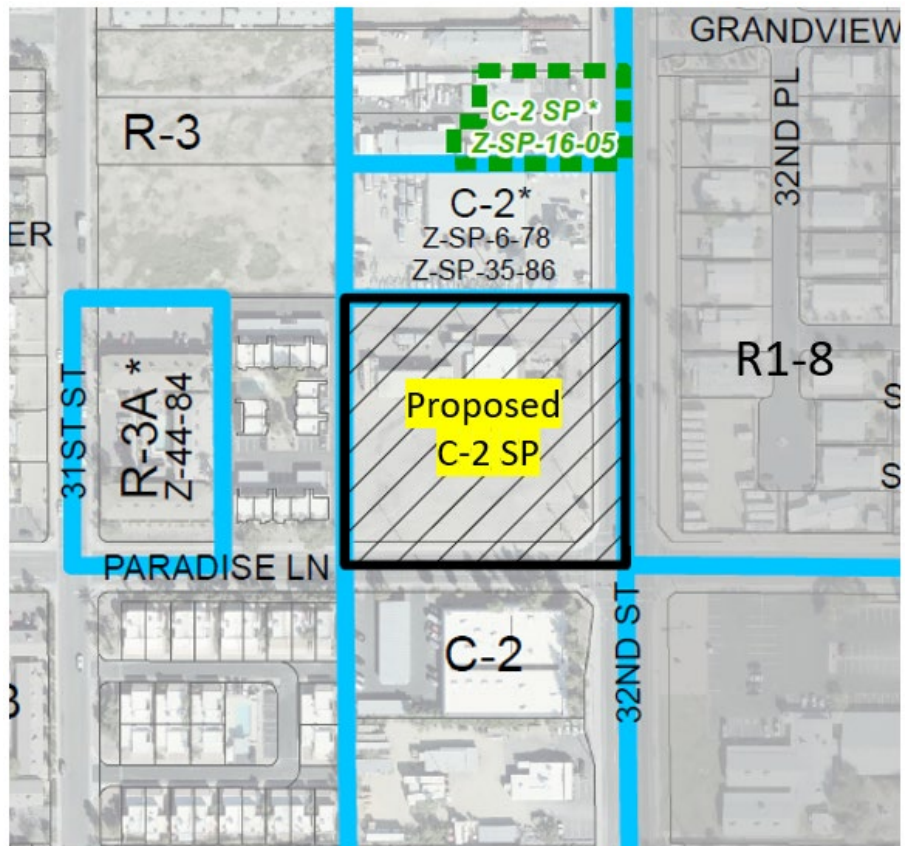 GRANDVIEW
R-3
C-2 SP *
Z-SP-16-05
32ND PL
C-2*
Z-SP-6-78
Z-SP-35-86
ER
31ST ST
R-3A *
Z-44-84
Proposed
C-2 SP
R1-8
S
S
PARADISE LN
C-2
32ND ST
3